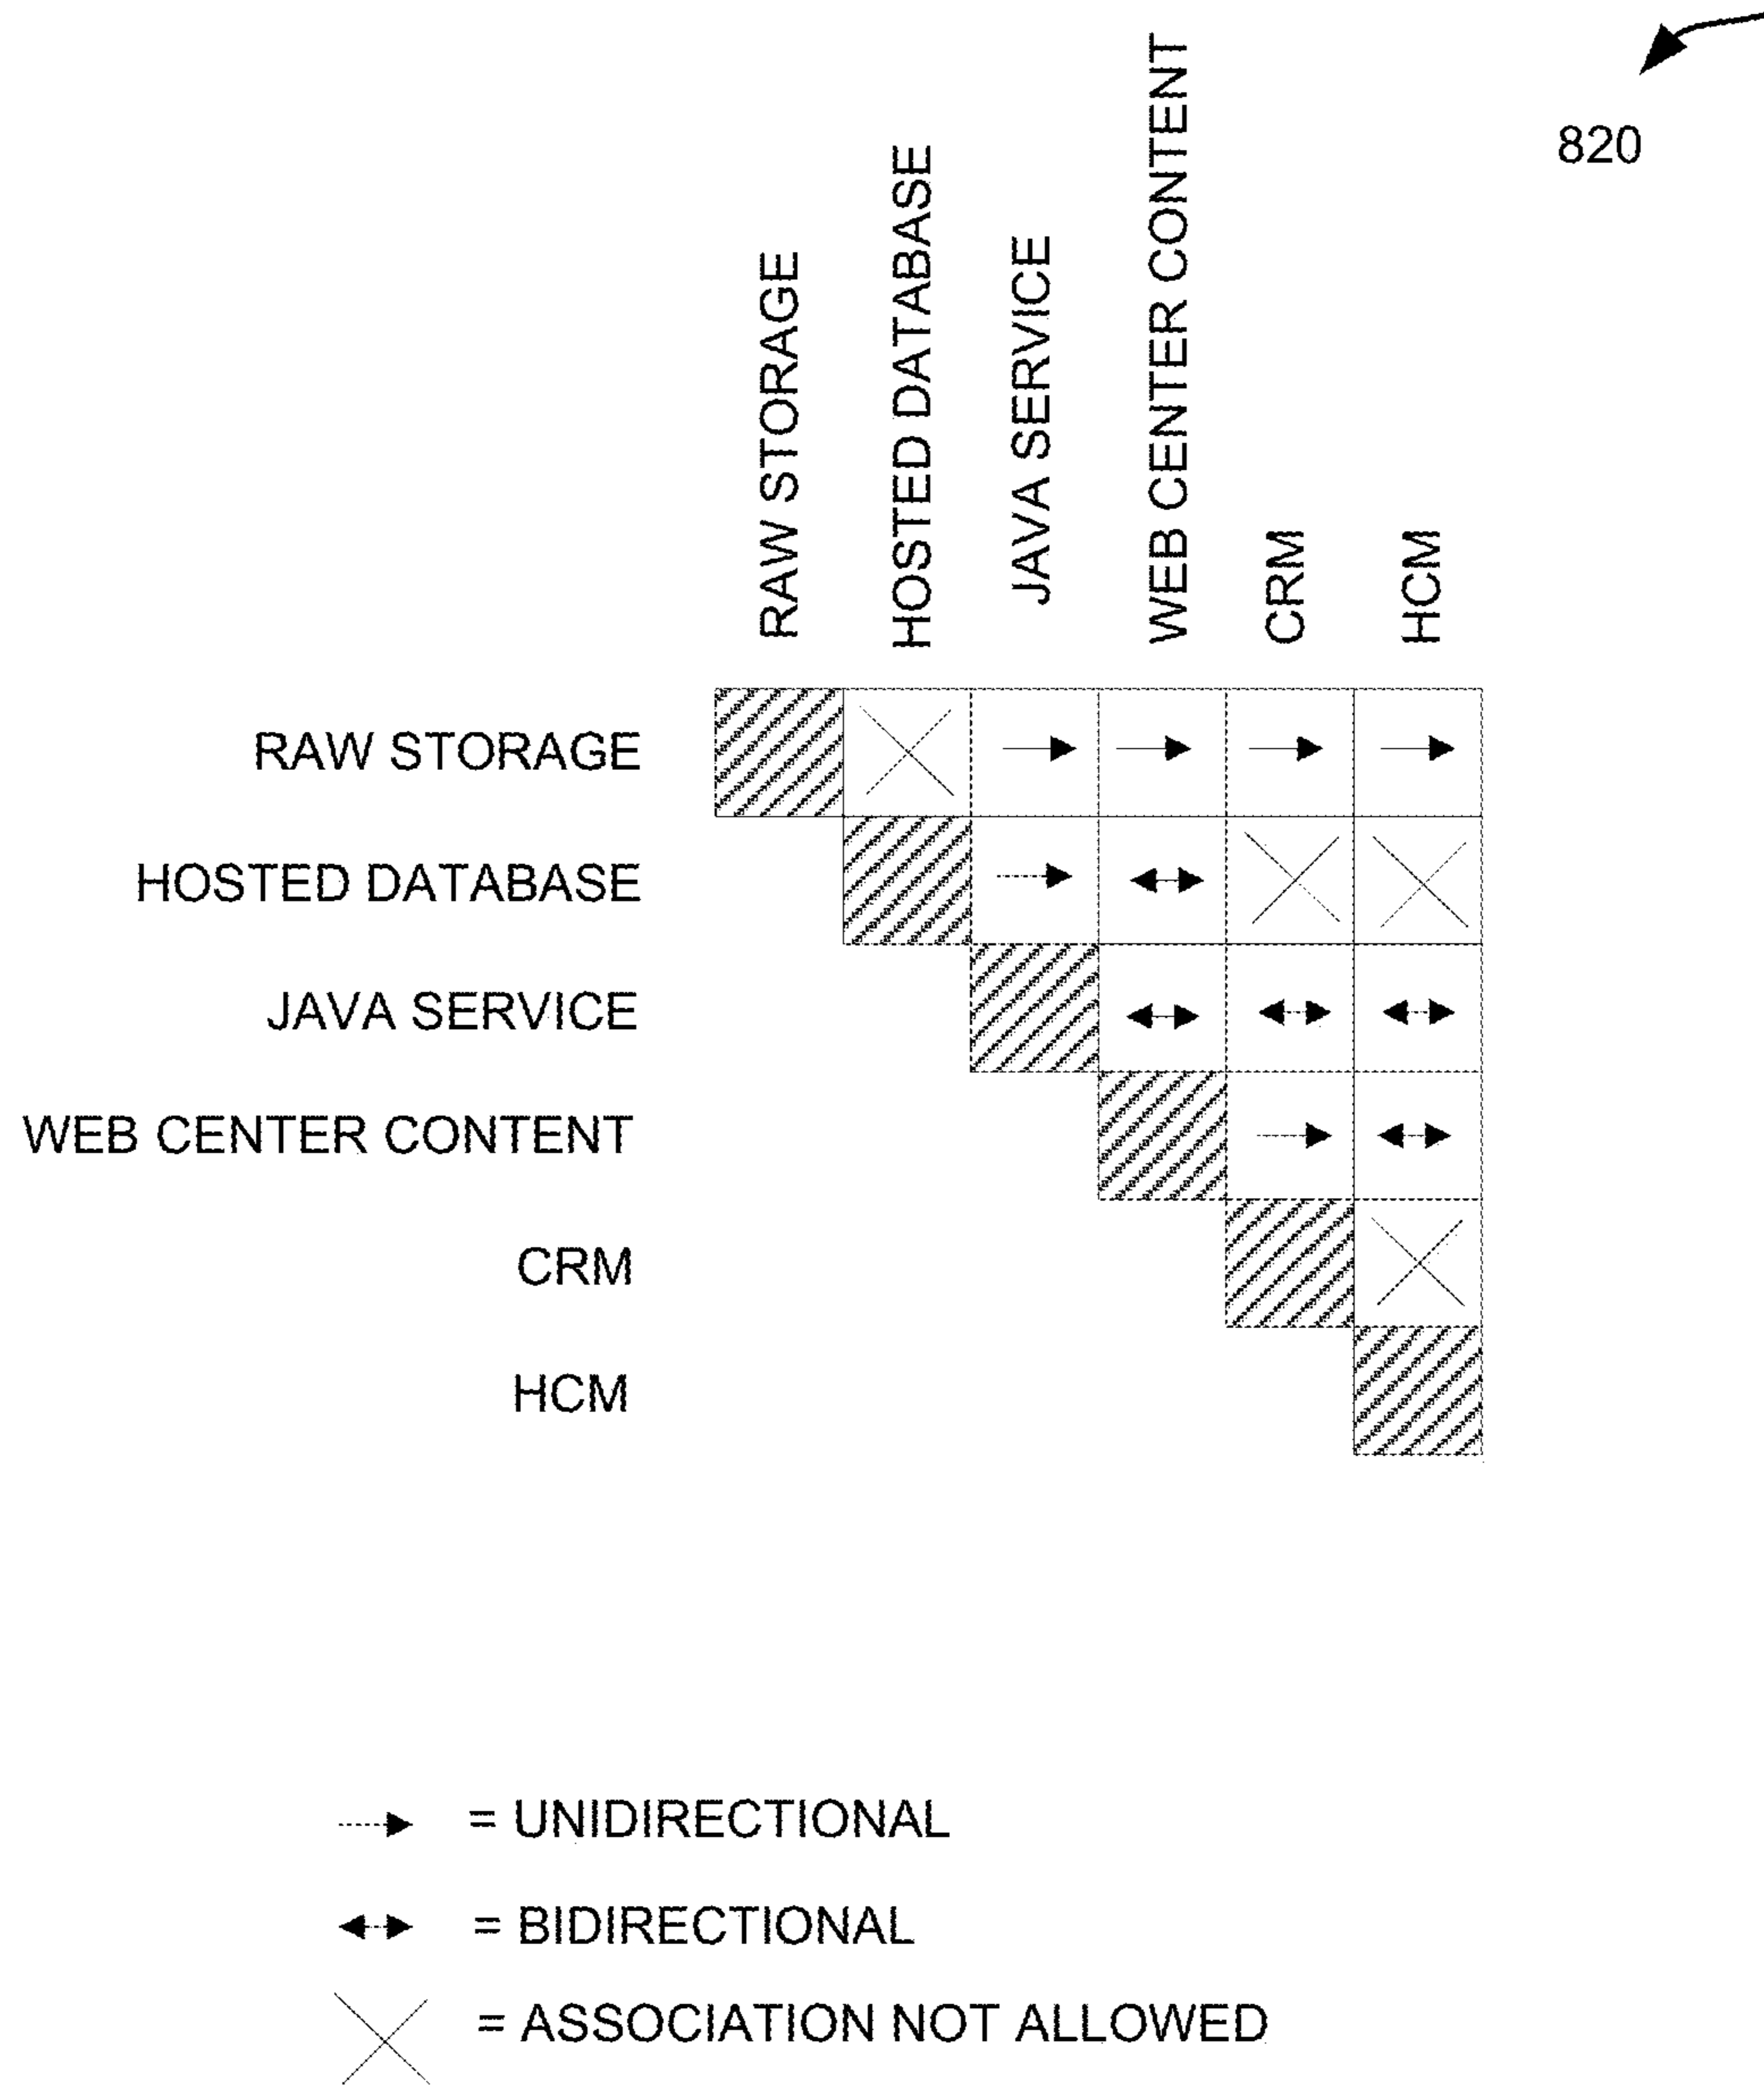 820
RAW STORAGE
HOSTED DATABASE
JAVA SERVICE
WEB CENTER CONTENT
CRM
HCM
RAW STORAGE
HOSTED DATABASE
JAVA SERVICE
WEB CENTER CONTENT
CRM
HCM
= UNIDIRECTIONAL
= BIDIRECTIONAL
= ASSOCIATION NOT ALLOWED